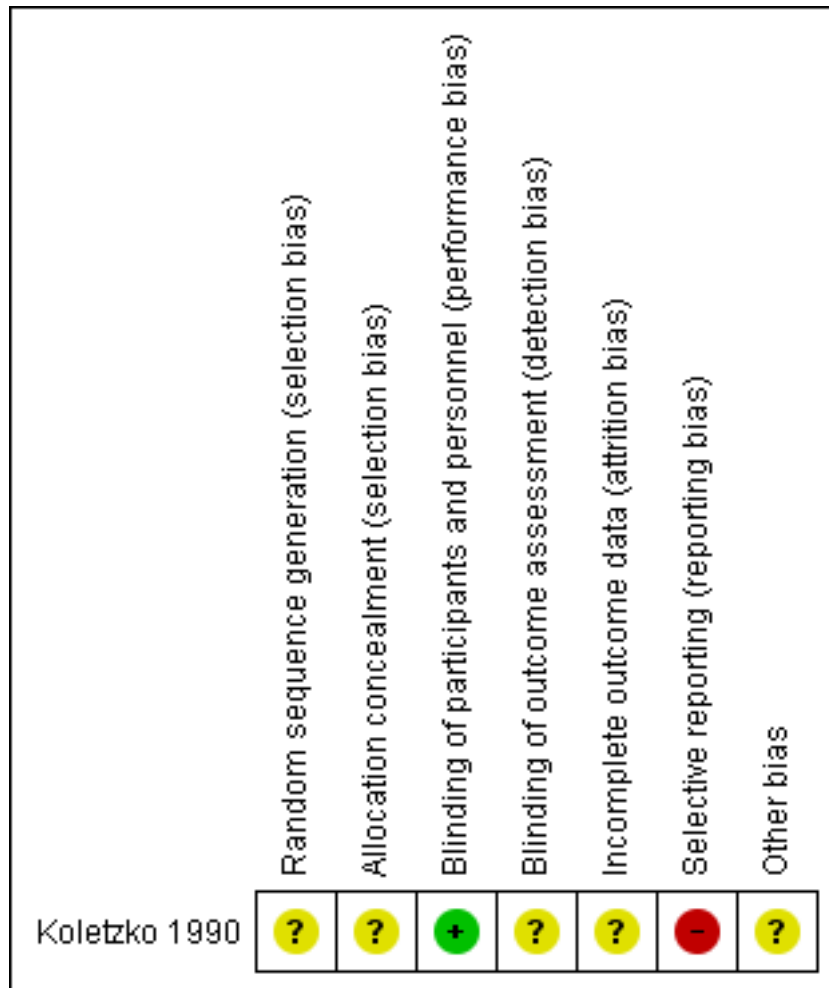 Random sequence generation (selection bias)
Allocation concealment (selection bias)
Blinding of participants and personnel (performance bias)
Blinding of outcome assessment (detection bias)
Incomplete outcome data (attrition bias)
Selective reporting (reporting bias)
Other bias
Koletzko 1990 ? ? + ? ? - ?